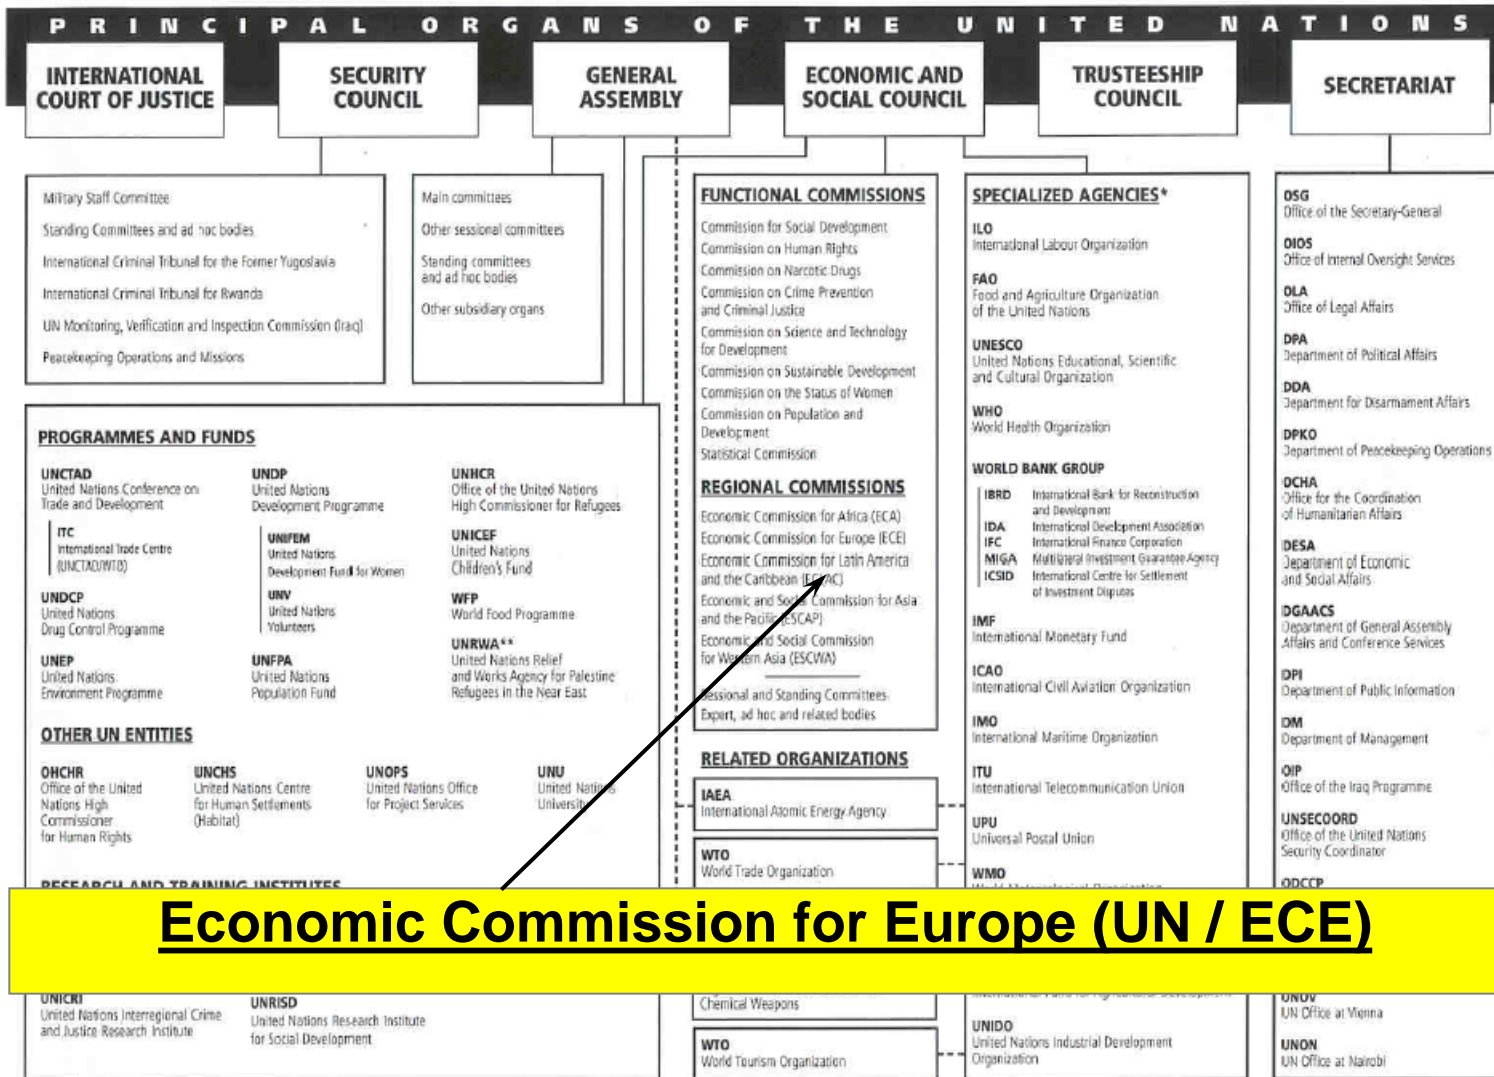 PRINCIPAL ORGANS OF THE UNITED NATIONS
INTERNATIONAL
COURT OF JUSTICE
SECURITY
COUNCIL
GENERAL
ASSEMBLY
ECONOMIC AND
SOCIAL COUNCIL
TRUSTEESHIP
COUNCIL
SECRETARIAT
Military Staff Committee
Standing Committees and ad hoc bodies
International Criminal Tribunal for the Former Yugoslavia
International Criminal Tribunal for Rwanda
UN Monitoring, Verification and Inspection Commission (Iraq)
Peacekeeping Operations and Missions
Main committees
Other sessional committees
Standing committees
and ad hoc bodies
Other subsidiary organs
PROGRAMMES AND FUNDS
UNCTAD
United Nations Conference on
Trade and Development
ITC
International Trade Centre
(UNCTAD/WTO)
UNDCP
United Nations
Drug Control Programme
UNEP
United Nations
Environment Programme
UNDP
United Nations
Development Programme
UNIFEM
United Nations
Development Fund for Women
UNV
United Nations
Volunteers
UNFPA
United Nations
Population Fund
UNHCR
Office of the United Nations
High Commissioner for Refugees
UNICEF
United Nations
Children's Fund
WFP
World Food Programme
UNRWA**
United Nations Relief
and Works Agency for Palestine
Refugees in the Near East
OTHER UN ENTITIES
OHCHR
Office of the United
Nations High
Commissioner
for Human Rights
UNCHS
United Nations Centre
for Human Settlements
(Habitat)
UNOPS
United Nations Office
for Project Services
UNU
United Nations
University
RESEARCH AND TRAINING INSTITUTES
UNICRI
United Nations Interregional Crime
and Justice Research Institute
UNRISD
United Nations Research Institute
for Social Development
FUNCTIONAL COMMISSIONS
Commission for Social Development
Commission on Human Rights
Commission on Narcotic Drugs
Commission on Crime Prevention
and Criminal Justice
Commission on Science and Technology
for Development
Commission on Sustainable Development
Commission on the Status of Women
Commission on Population and
Development
Statistical Commission
REGIONAL COMMISSIONS
Economic Commission for Africa (ECA)
Economic Commission for Europe (ECE)
Economic Commission for Latin America
and the Caribbean (ECLAC)
Economic and Social Commission for Asia
and the Pacific (ESCAP)
Economic and Social Commission
for Western Asia (ESCWA)
Sessional and Standing Committees
Expert, ad hoc and related bodies
RELATED ORGANIZATIONS
IAEA
International Atomic Energy Agency
WTO
World Trade Organization
Chemical Weapons
WTO
World Tourism Organization
SPECIALIZED AGENCIES*
ILO
International Labour Organization
FAO
Food and Agriculture Organization
of the United Nations
UNESCO
United Nations Educational, Scientific
and Cultural Organization
WHO
World Health Organization
WORLD BANK GROUP
IBRD International Bank for Reconstruction
and Development
IDA International Development Association
IFC International Finance Corporation
MIGA Multilateral Investment Guarantee Agency
ICSID International Centre for Settlement
of Investment Disputes
IMF
International Monetary Fund
ICAO
International Civil Aviation Organization
IMO
International Maritime Organization
ITU
International Telecommunication Union
UPU
Universal Postal Union
WMO
World Meteorological Organization
International Fund for Agricultural Development
UNIDO
United Nations Industrial Development
Organization
OSG
Office of the Secretary-General
OIOS
Office of Internal Oversight Services
OLA
Office of Legal Affairs
DPA
Department of Political Affairs
DDA
Department for Disarmament Affairs
DPKO
Department of Peacekeeping Operations
OCHA
Office for the Coordination
of Humanitarian Affairs
DESA
Department of Economic
and Social Affairs
DGAACS
Department of General Assembly
Affairs and Conference Services
DPI
Department of Public Information
DM
Department of Management
OIP
Office of the Iraq Programme
UNSECOORD
Office of the United Nations
Security Coordinator
ODCCP
UNOV
UN Office at Vienna
UNON
UN Office at Nairobi
Economic Commission for Europe (UN / ECE)